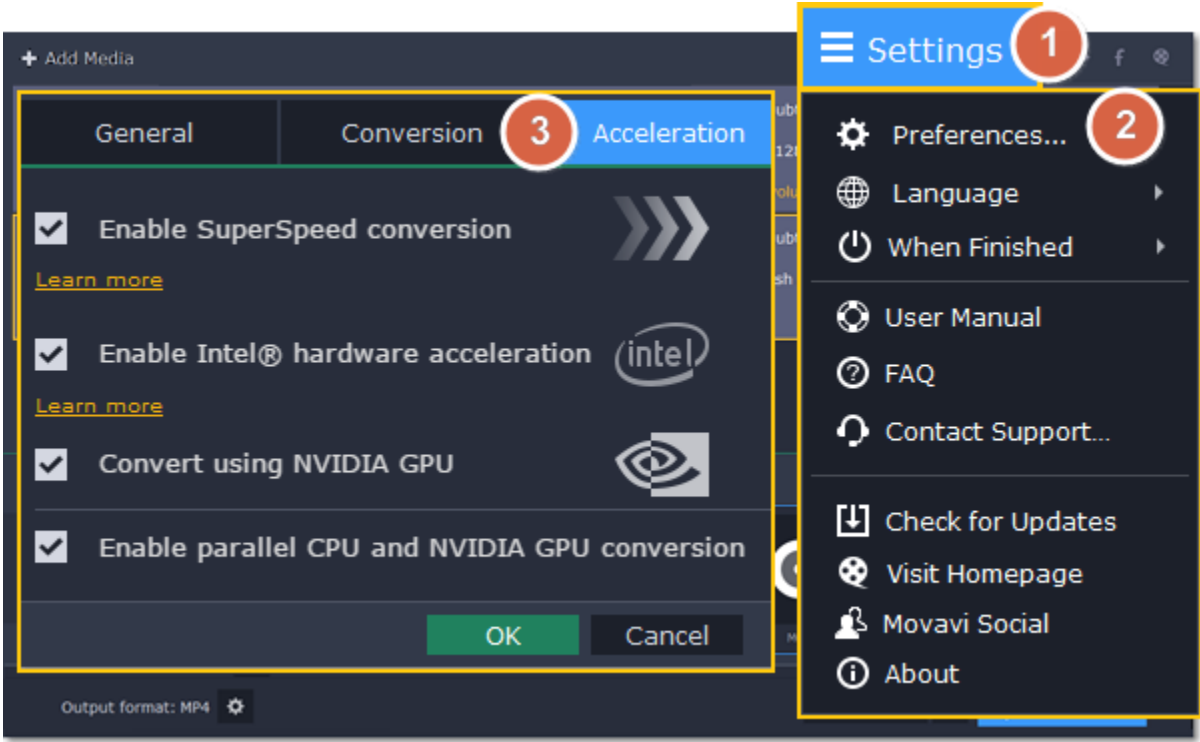 + Add Media
Settings
1
General
Conversion
3
Acceleration
Enable SuperSpeed conversion
Learn more
Enable Intel® hardware acceleration
intel
Learn more
Convert using NVIDIA GPU
Enable parallel CPU and NVIDIA GPU conversion
OK
Cancel
Output format: MP4
Preferences...
2
Language
When Finished
User Manual
FAQ
Contact Support...
Check for Updates
Visit Homepage
Movavi Social
About